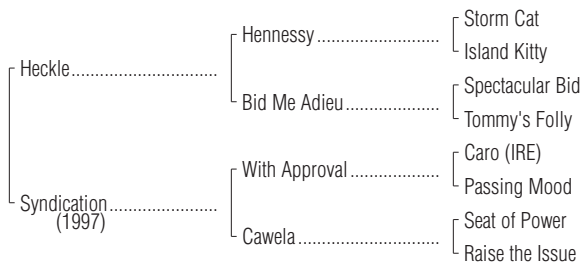 Storm Cat
Hennessy........................................
Island Kitty
Heckle................................................
Spectacular Bid
Bid Me Adieu...............................
Tommy's Folly
Caro (IRE)
With Approval..............................
Passing Mood
Syndication...................................
(1997)
Seat of Power
Cawela..............................................
Raise the Issue